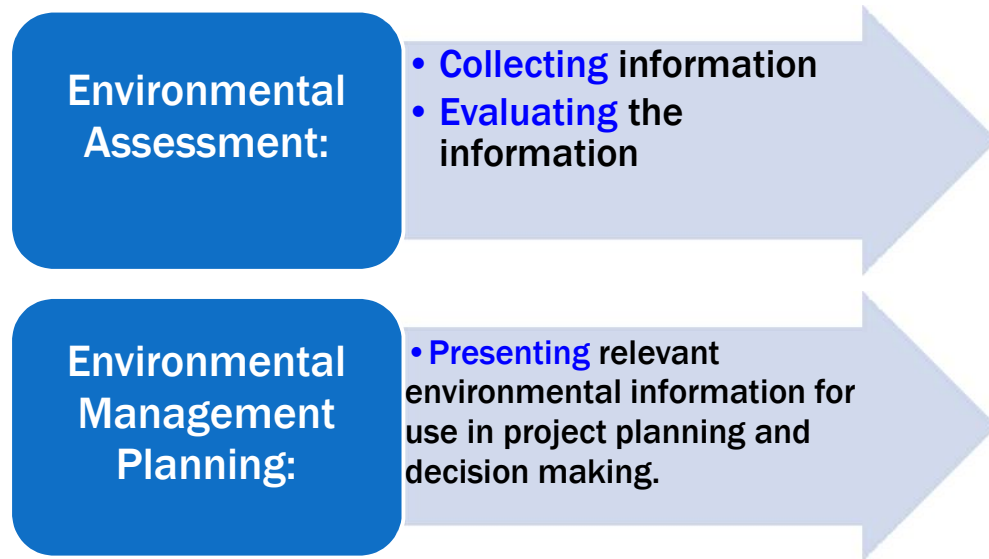 Environmental
Assessment:
• Collecting information
• Evaluating the
information
Environmental
Management
Planning:
•Presenting relevant
environmental information for
use in project planning and
decision making.